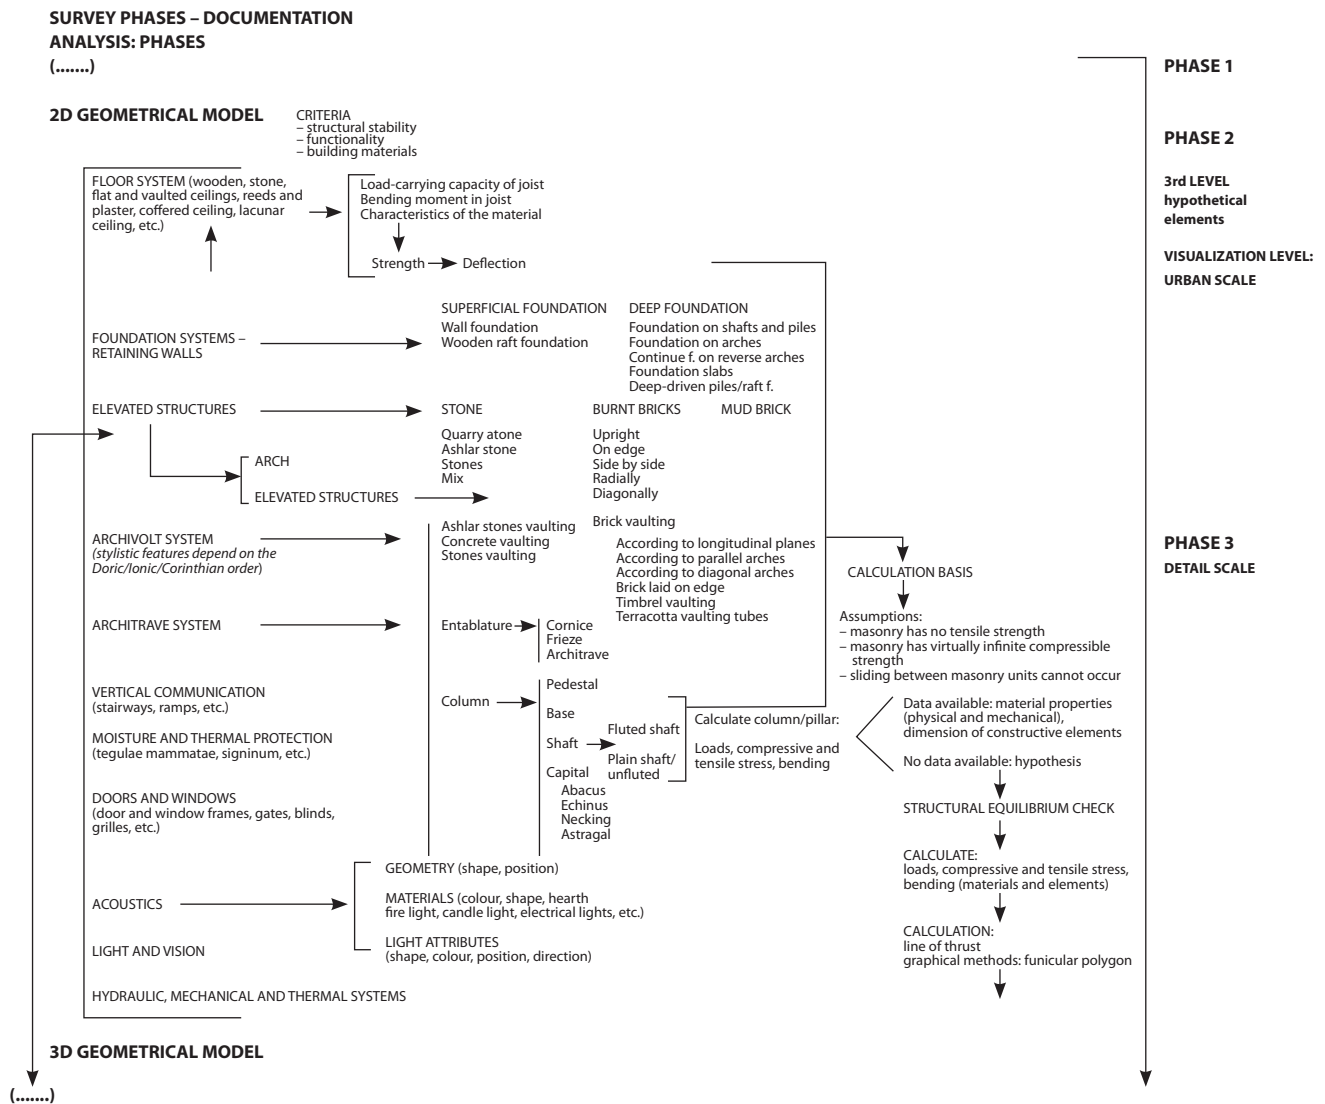 SURVEY PHASES – DOCUMENTATION
ANALYSIS: PHASES
(.......)
PHASE 1
2D GEOMETRICAL MODEL
CRITERIA
– structural stability
– functionality
– building materials
PHASE 2
3rd LEVEL
hypothetical
elements
VISUALIZATION LEVEL:
URBAN SCALE
FLOOR SYSTEM (wooden, stone,
flat and vaulted ceilings, reeds and
plaster, coffered ceiling, lacunar
ceiling, etc.)
Load-carrying capacity of joist
Bending moment in joist
Characteristics of the material
Strength
Deflection
FOUNDATION SYSTEMS –
RETAINING WALLS
SUPERFICIAL FOUNDATION
Wall foundation
Wooden raft foundation
DEEP FOUNDATION
Foundation on shafts and piles
Foundation on arches
Continue f. on reverse arches
Foundation slabs
Deep-driven piles/raft f.
ELEVATED STRUCTURES
STONE
Quarry atone
Ashlar stone
Stones
Mix
BURNT BRICKS
Upright
On edge
Side by side
Radially
Diagonally
MUD BRICK
ARCH
ELEVATED STRUCTURES
ARCHIVOLT SYSTEM
(stylistic features depend on the
Doric/Ionic/Corinthian order)
Ashlar stones vaulting
Concrete vaulting
Stones vaulting
Brick vaulting
According to longitudinal planes
According to parallel arches
According to diagonal arches
Brick laid on edge
Timbrel vaulting
Terracotta vaulting tubes
PHASE 3
DETAIL SCALE
CALCULATION BASIS
Assumptions:
– masonry has no tensile strength
– masonry has virtually infinite compressible
strength
– sliding between masonry units cannot occur
ARCHITRAVE SYSTEM
Entablature
Cornice
Frieze
Architrave
VERTICAL COMMUNICATION
(stairways, ramps, etc.)
Column
Pedestal
Base
Shaft
Capital
Abacus
Echinus
Necking
Astragal
Fluted shaft
Plain shaft/
unfluted
Calculate column/pillar:
Loads, compressive and
tensile stress, bending
Data available: material properties
(physical and mechanical),
dimension of constructive elements
No data available: hypothesis
STRUCTURAL EQUILIBRIUM CHECK
CALCULATE:
loads, compressive and tensile stress,
bending (materials and elements)
CALCULATION:
line of thrust
graphical methods: funicular polygon
MOISTURE AND THERMAL PROTECTION
(tegulae mammatae, signinum, etc.)
DOORS AND WINDOWS
(door and window frames, gates, blinds,
grilles, etc.)
ACOUSTICS
GEOMETRY (shape, position)
MATERIALS (colour, shape, hearth
fire light, candle light, electrical lights, etc.)
LIGHT ATTRIBUTES
(shape, colour, position, direction)
LIGHT AND VISION
HYDRAULIC, MECHANICAL AND THERMAL SYSTEMS
3D GEOMETRICAL MODEL
(.......)